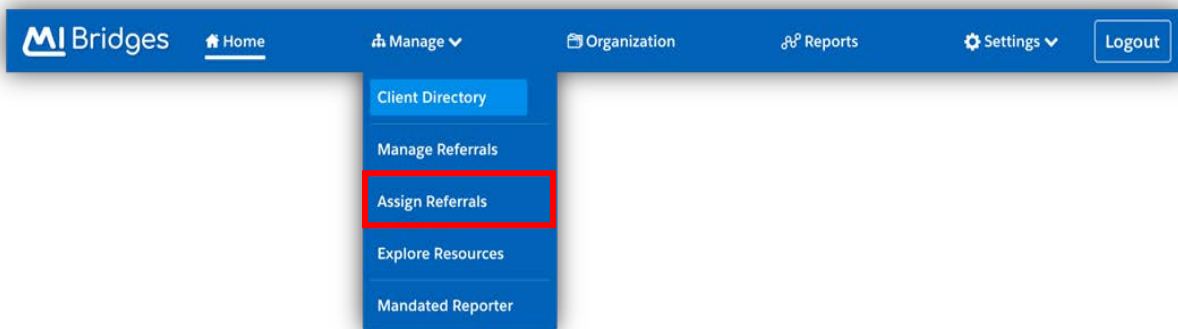 MI Bridges Home Manage Organization Reports Settings Logout
Client Directory
Manage Referrals
Assign Referrals
Explore Resources
Mandated Reporter